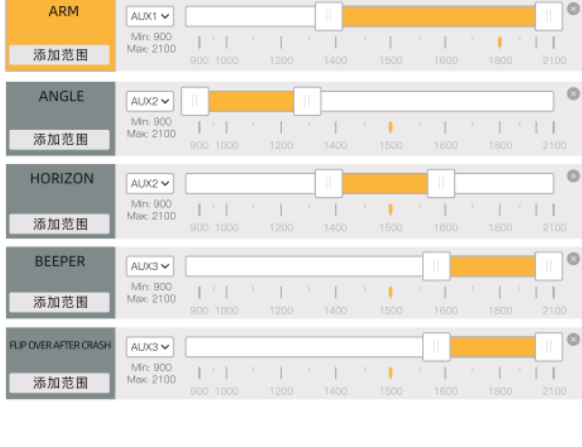 ARM
添加范围
AUX1
Min: 900
Max: 2100
900 1000 1200 1400 1600 1800 2100
ANGLE
添加范围
AUX2
Min: 900
Max: 2100
900 1000 1200 1400 1500 1600 1800 2100
HORIZON
添加范围
AUX2
Min: 900
Max: 2100
900 1000 1200 1400 1500 1600 1800 2100
BEEPER
添加范围
AUX3
Min: 900
Max: 2100
900 1000 1200 1400 1500 1600 1800 2100
FLIP OVER AFTER CRASH
添加范围
AUX3
Min: 900
Max: 2100
900 1000 1200 1400 1500 1600 1800 2100